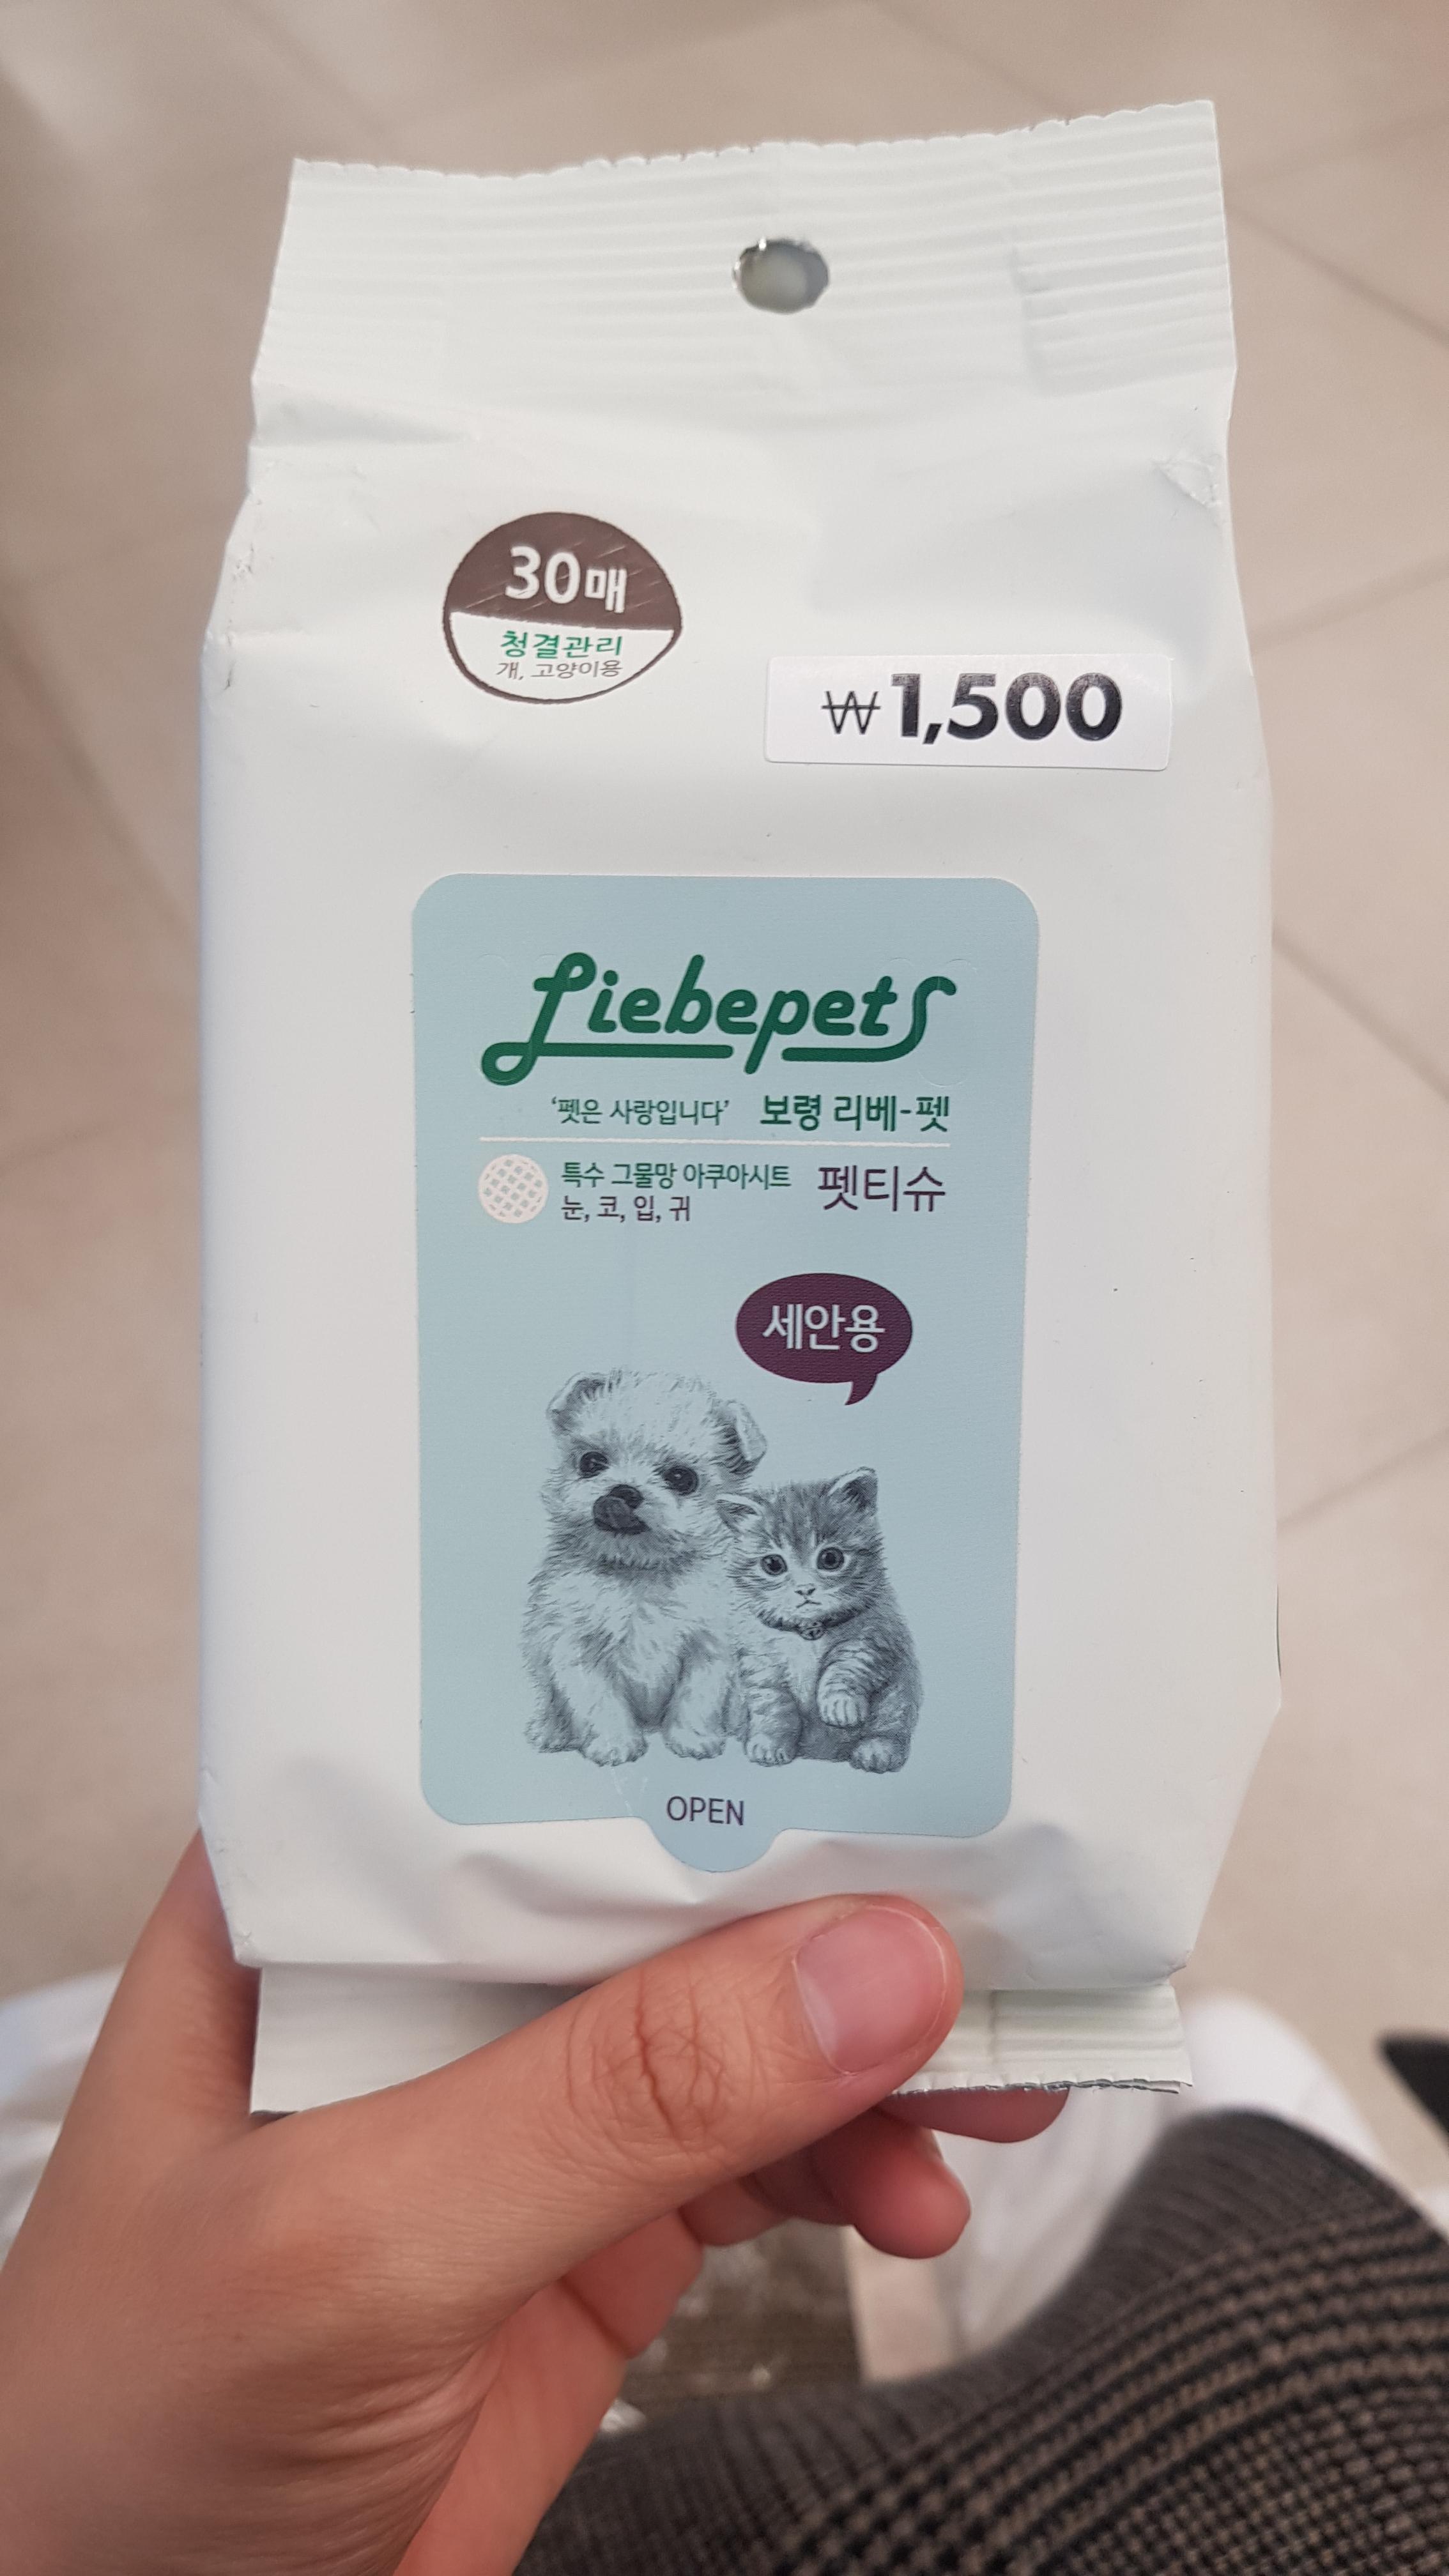 30매
청결관리
개, 고양이용
₩1,500
Liebepets
‘펫은 사랑입니다’ 보령 리베-펫
특수 그물망 아쿠아시트 펫티슈
눈, 코, 입, 귀
세안용
OPEN